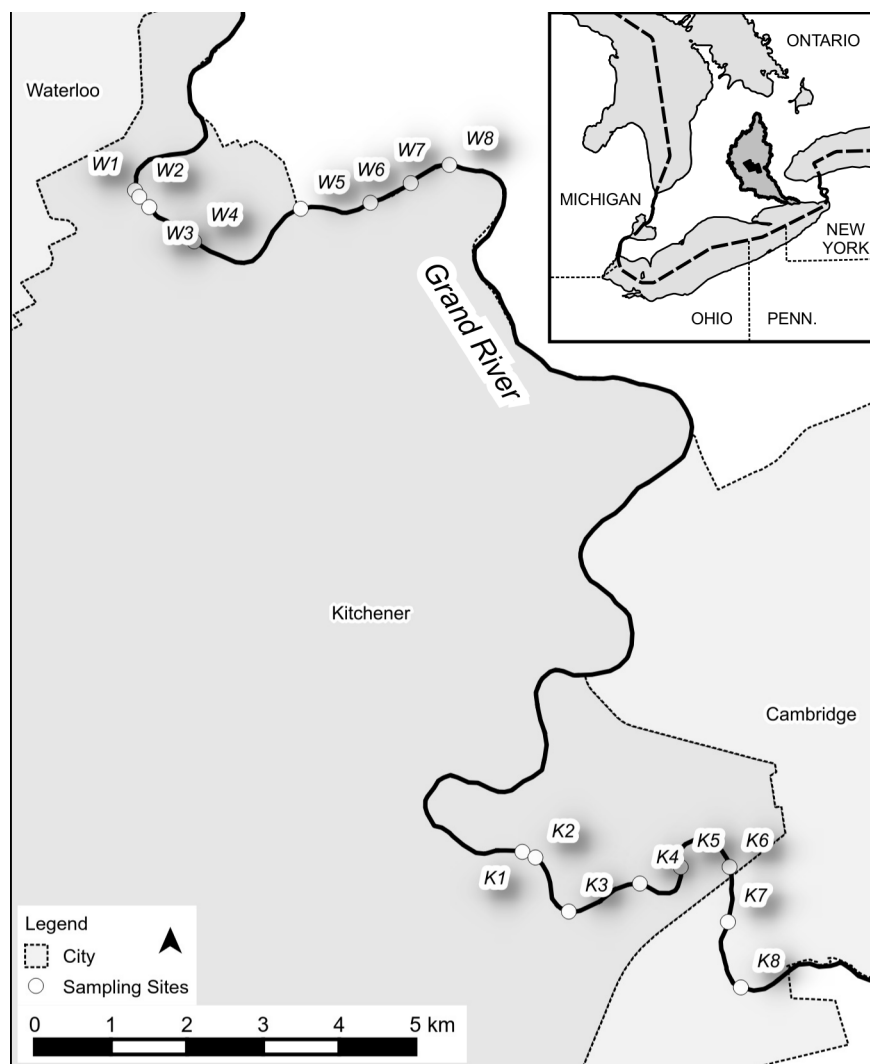 Waterloo
W1
W2
W3
W4
W5
W6
W7
W8
Grand River
ONTARIO
MICHIGAN
NEW
YORK
OHIO
PENN.
Kitchener
Cambridge
K1
K2
K3
K4
K5
K6
K7
K8
Legend
City
Sampling Sites
0 1 2 3 4 5 km